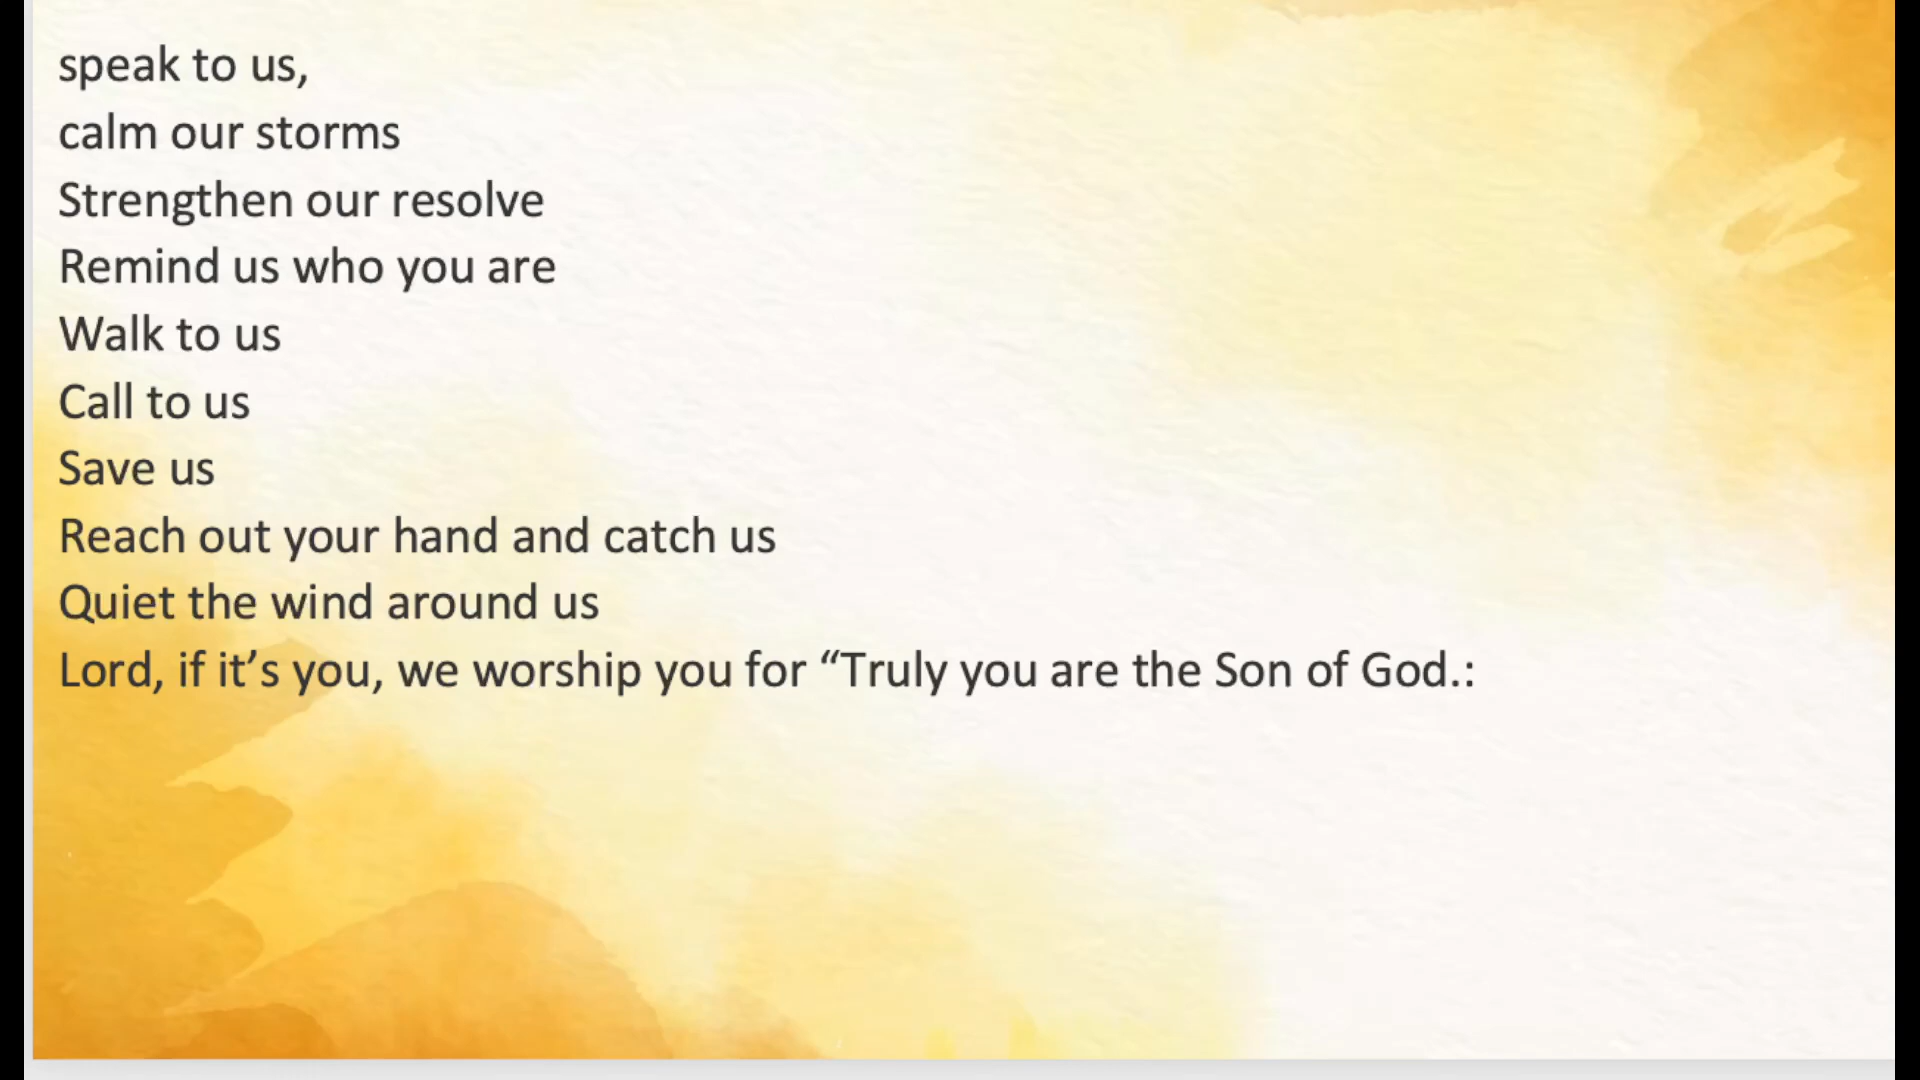 speak to us,
calm our storms
Strengthen our resolve
Remind us who you are
Walk to us
Call to us
Save us
Reach out your hand and catch us
Quiet the wind around us
Lord, if it’s you, we worship you for “Truly you are the Son of God.: